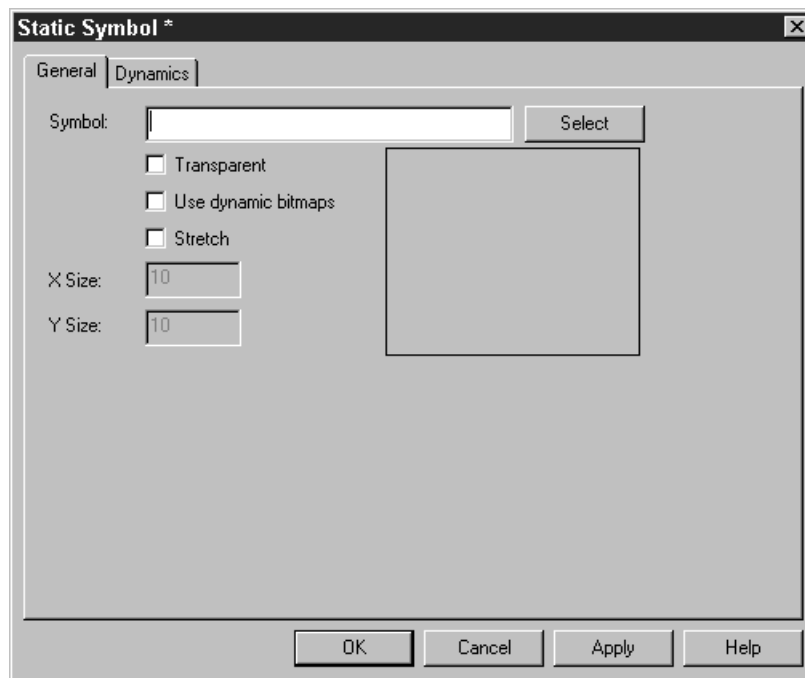 Static Symbol *
General Dynamics
Symbol: Select
Transparent
Use dynamic bitmaps
Stretch
X Size: 10
Y Size: 10
OK Cancel Apply Help